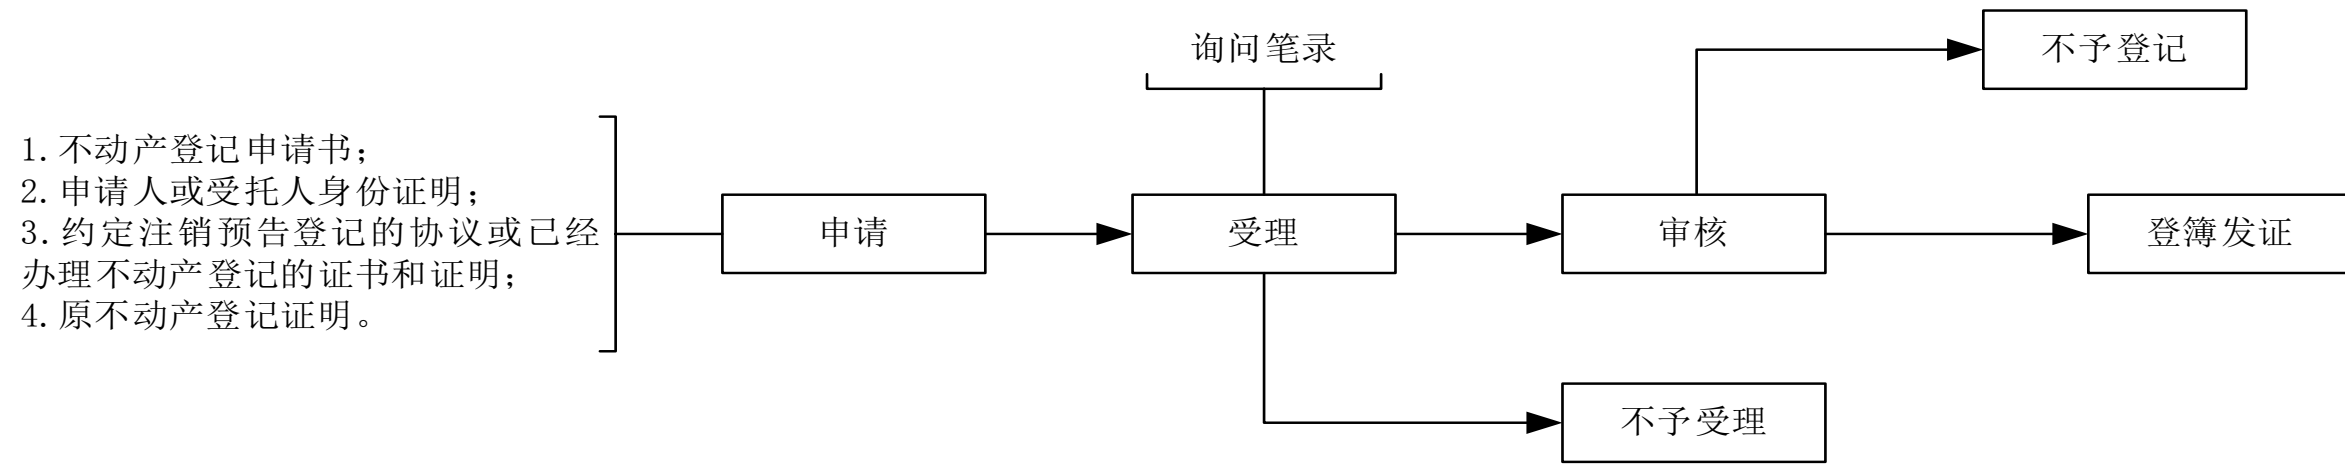 询问笔录
不予登记
1.不动产登记申请书；
2.申请人或受托人身份证明；
3.约定注销预告登记的协议或已经
办理不动产登记的证书和证明；
4.原不动产登记证明。
申请
受理
审核
登簿发证
不予受理